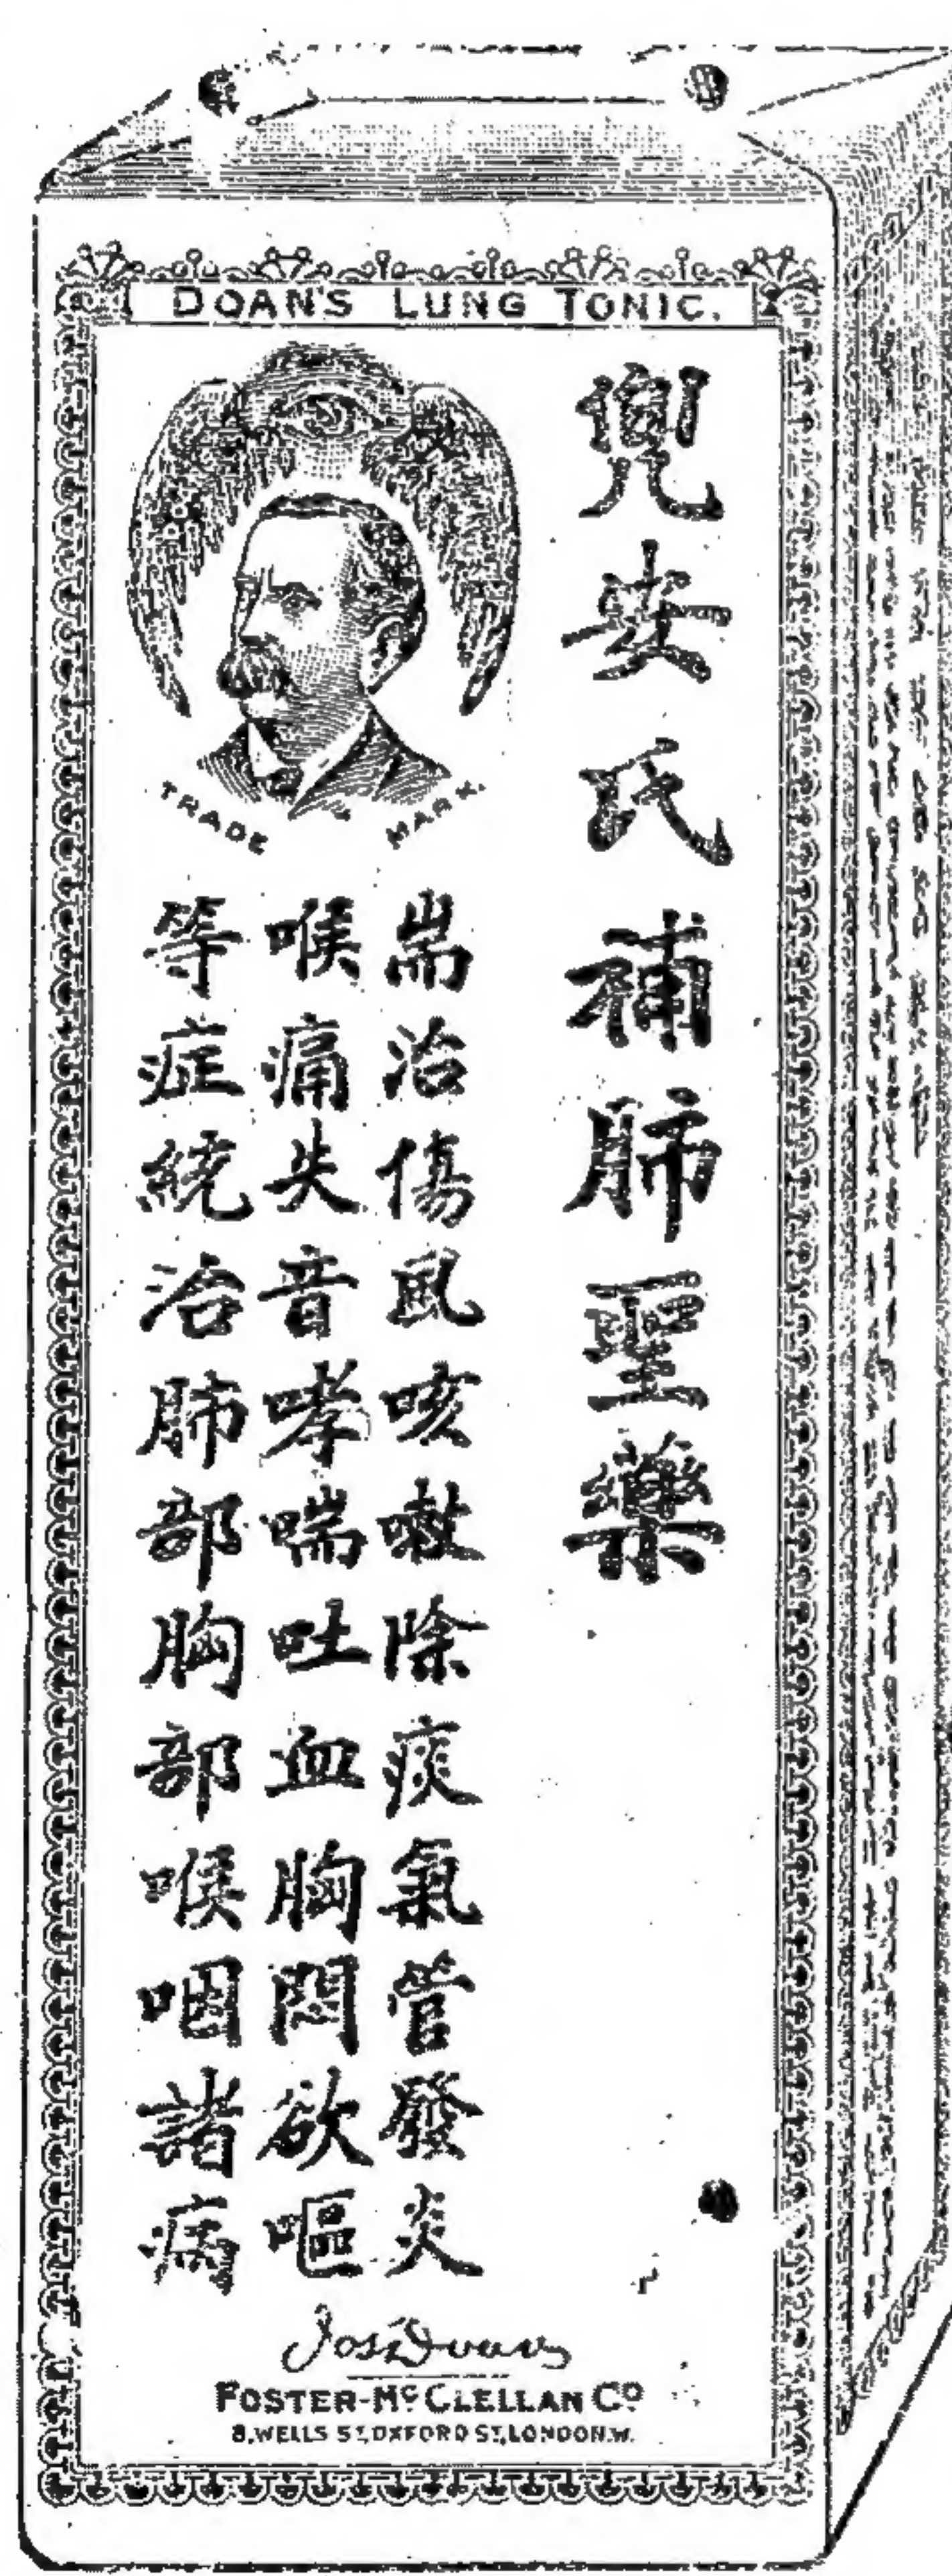 DOAN'S LUNG TONIC.
兜安氏補肺聖藥
TRADE MARK.
耑治傷風咳嗽除痰氣管發炎
喉痛失音哮喘吐血胸悶欲嘔
等症統治肺部胸部喉咽諸病
Jos Doan
FOSTER-McCLELLAN Co
8, WELLS ST, OXFORD ST, LONDON. W.